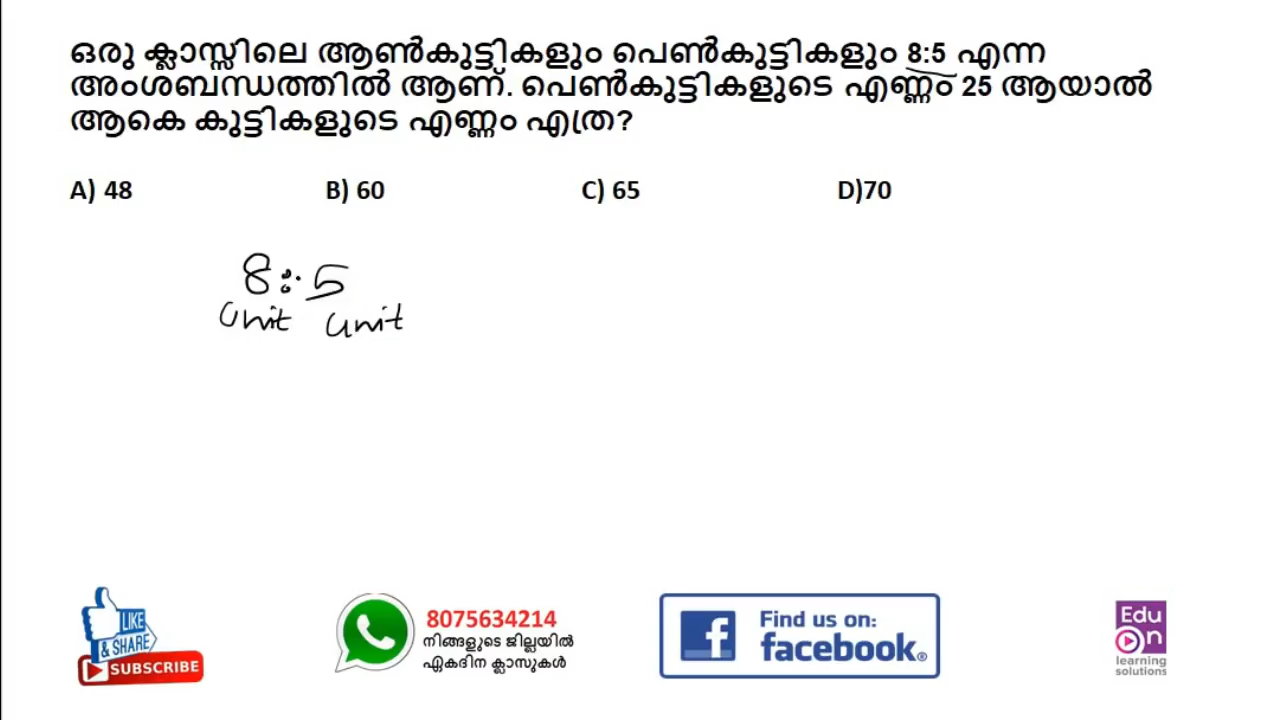 ഒരു ക്ലാസ്സിലെ ആൺകുട്ടികളും പെൺകുട്ടികളും 8:5 എന്ന
അംശബന്ധത്തിൽ ആണ്. പെൺകുട്ടികളുടെ എണ്ണം 25 ആയാൽ
ആകെ കുട്ടികളുടെ എണ്ണം എത്ര?
A) 48 B) 60 C) 65 D)70
8:5
unit unit
LIKE
& SHARE
SUBSCRIBE
8075634214
നിങ്ങളുടെ ജില്ലയിൽ
ഏകദിന ക്ലാസുകൾ
f Find us on:
facebook®
Edu
On
learning
solutions